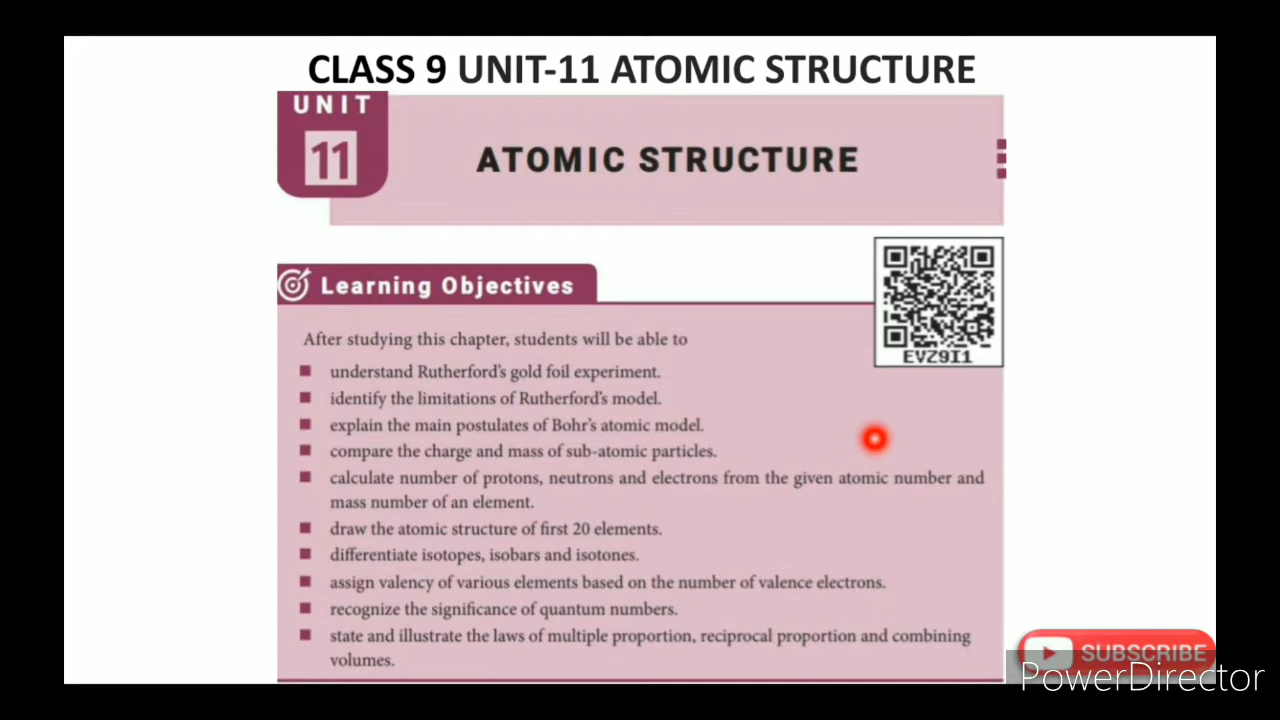 CLASS 9 UNIT-11 ATOMIC STRUCTURE
UNIT
11
ATOMIC STRUCTURE
Learning Objectives
EVZ9I1
After studying this chapter, students will be able to
■ understand Rutherford's gold foil experiment.
■ identify the limitations of Rutherford's model.
■ explain the main postulates of Bohr's atomic model.
■ compare the charge and mass of sub-atomic particles.
■ calculate number of protons, neutrons and electrons from the given atomic number and
mass number of an element.
■ draw the atomic structure of first 20 elements.
■ differentiate isotopes, isobars and isotones.
■ assign valency of various elements based on the number of valence electrons.
■ recognize the significance of quantum numbers.
■ state and illustrate the laws of multiple proportion, reciprocal proportion and combining
volumes.
SUBSCRIBE
PowerDirector